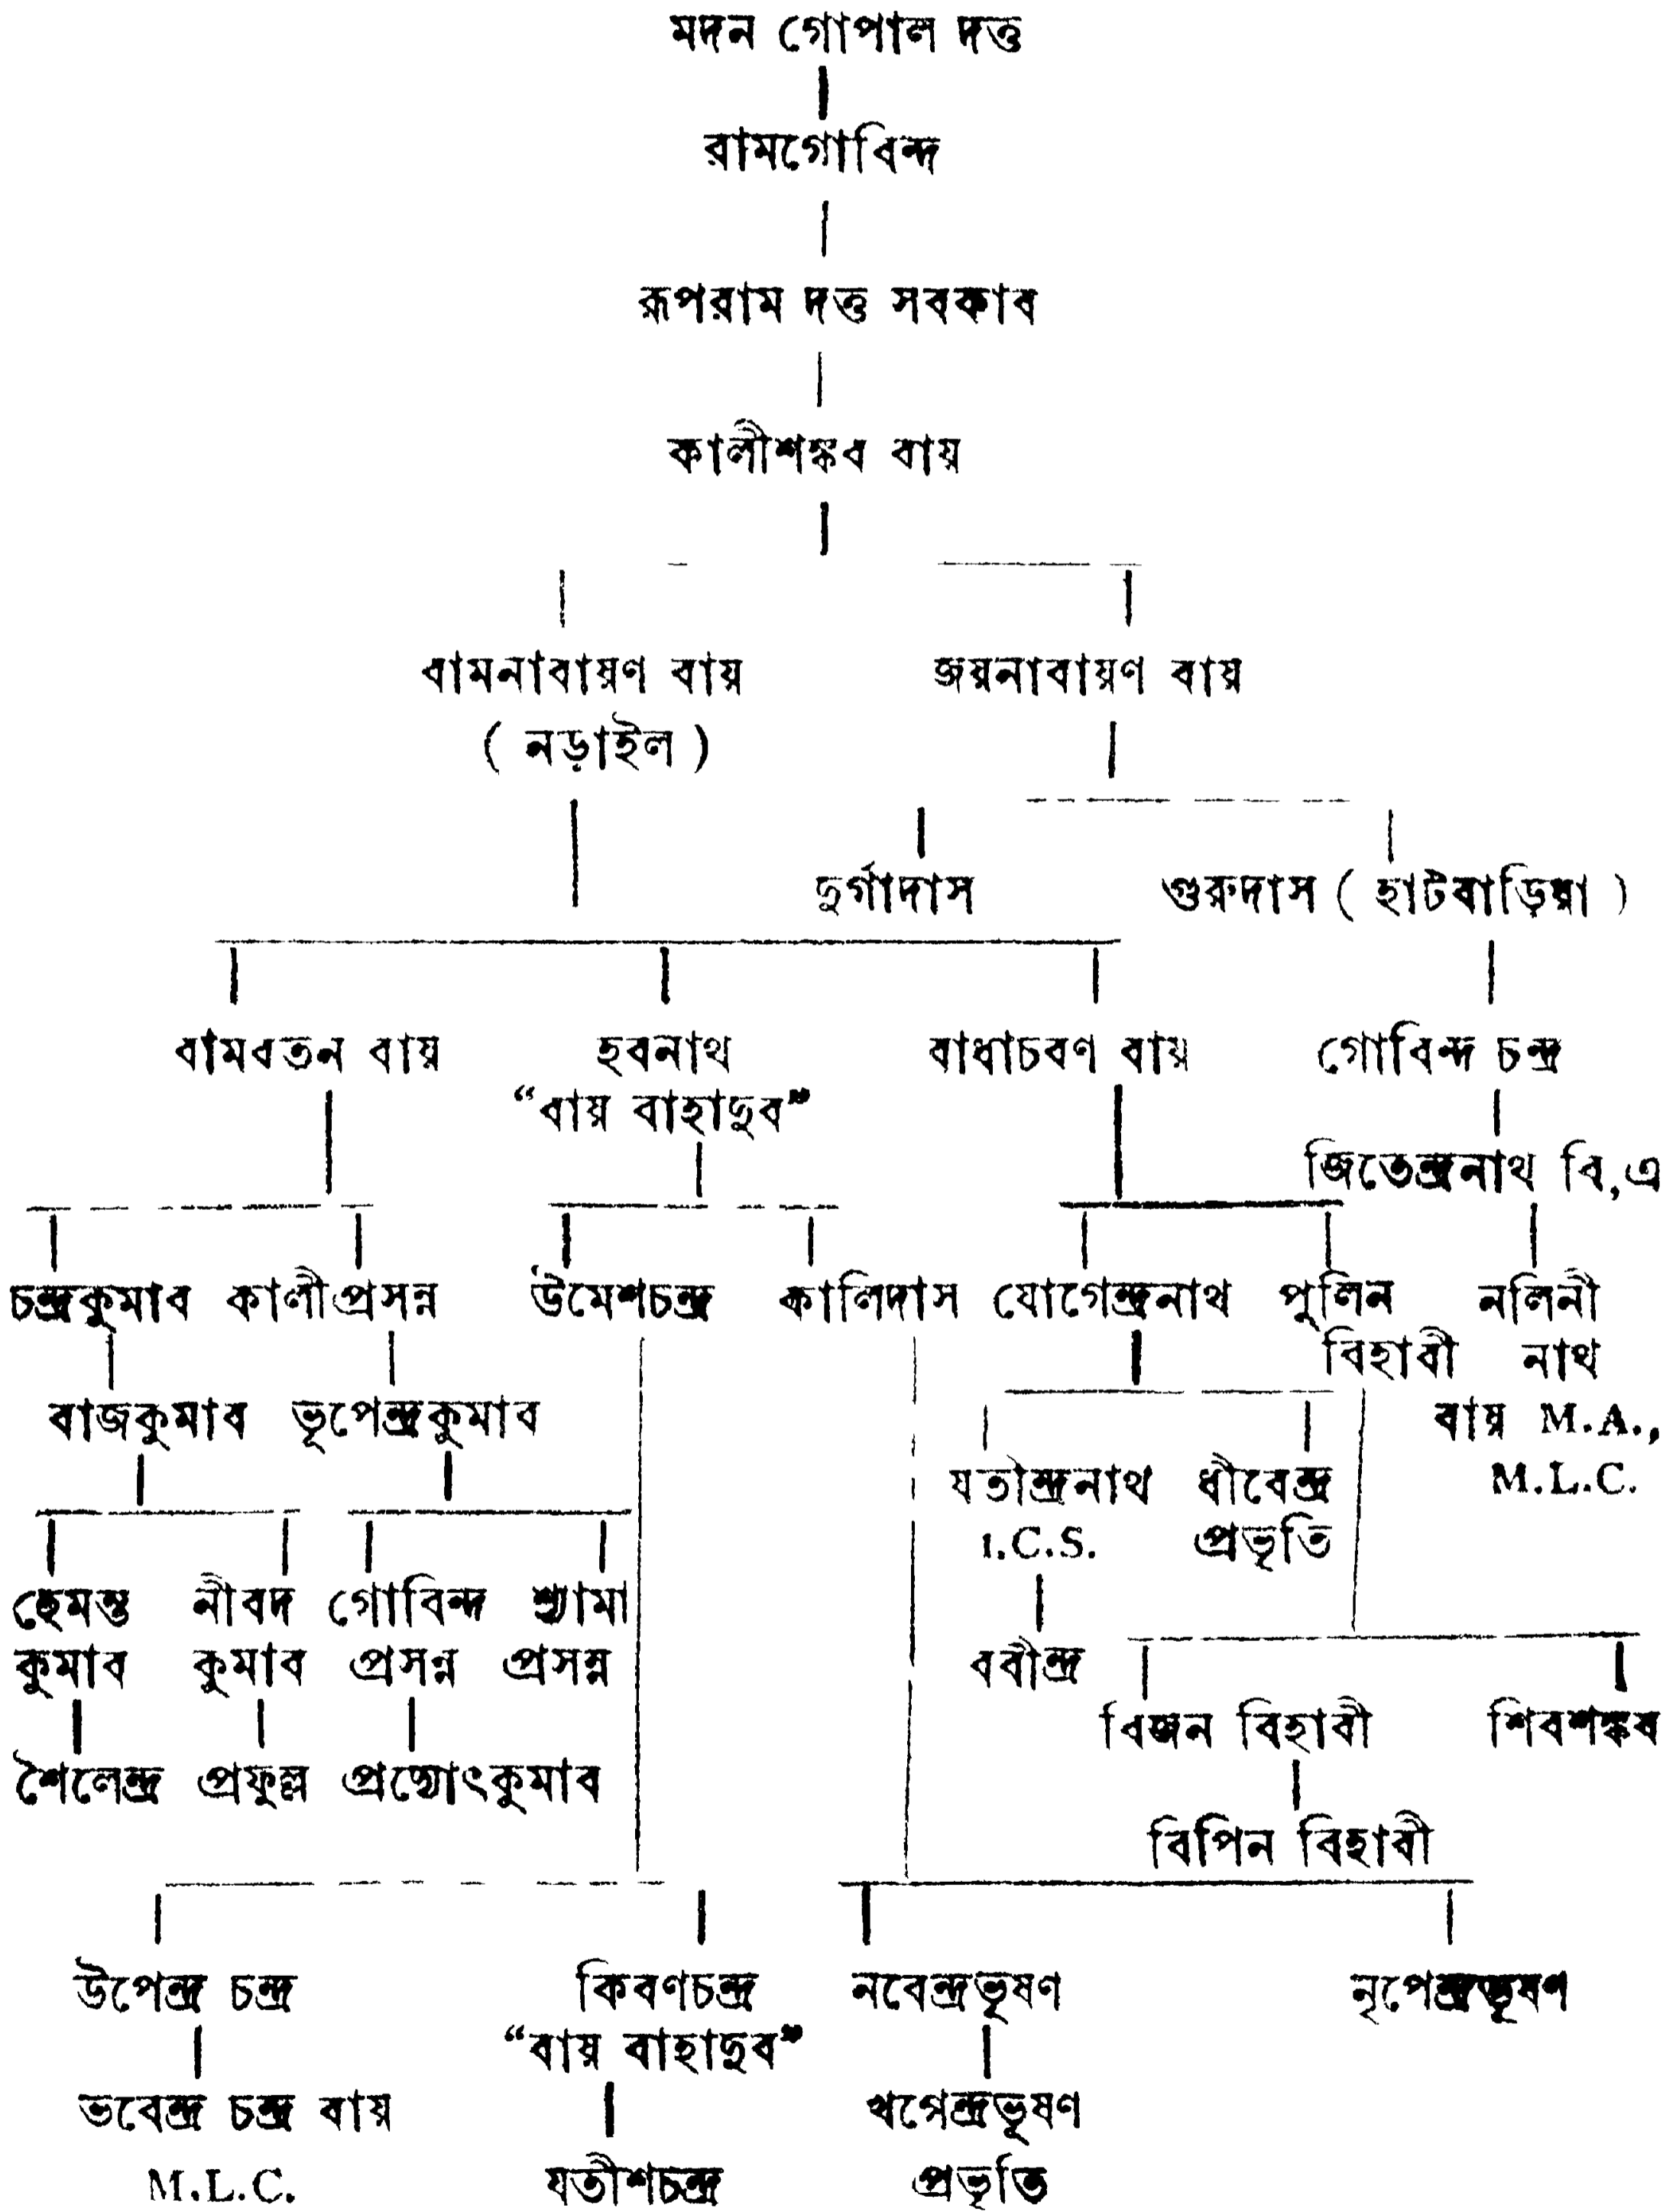 মদন গোপাল দত্ত
রামগোবিন্দ
রূপরাম দত্ত সবকাব
কালীশঙ্কব বায়
বামনাবায়ণ বায় জয়নাবায়ণ বায়
( নড়াইল )
দুর্গাদাস গুরুদাস ( হাটবাড়িয়া )
বামবতন বায় হবনাথ বাধাচবণ বায় গোবিন্দ চন্দ্র
“বায় বাহাদুব”
জিতেন্দ্রনাথ বি,এ
চন্দ্রকুমাব কালীপ্রসন্ন উমেশচন্দ্র কালিদাস যোগেন্দ্রনাথ পুলিন নলিনী
বিহাবী নাথ
বাজকুমাব ভূপেন্দ্রকুমাব বায় M.A.,
যতীন্দ্রনাথ ধীবেন্দ্র M.L.C.
I.C.S. প্রভৃতি
হেমন্ত নীবদ গোবিন্দ শ্যামা
কুমাব কুমাব প্রসন্ন প্রসন্ন ববীন্দ্র
বিজন বিহাবী শিবশঙ্কব
শৈলেন্দ্র প্রফুল্ল প্রদ্যোৎকুমাব
বিপিন বিহাবী
উপেন্দ্র চন্দ্র কিবণচন্দ্র নবেন্দ্রভূষণ নৃপেন্দ্রভূষণ
“বায় বাহাদুব”
ভবেন্দ্র চন্দ্র বায় খগেন্দ্রভূষণ
M.L.C. যতীশচন্দ্র প্রভৃতি